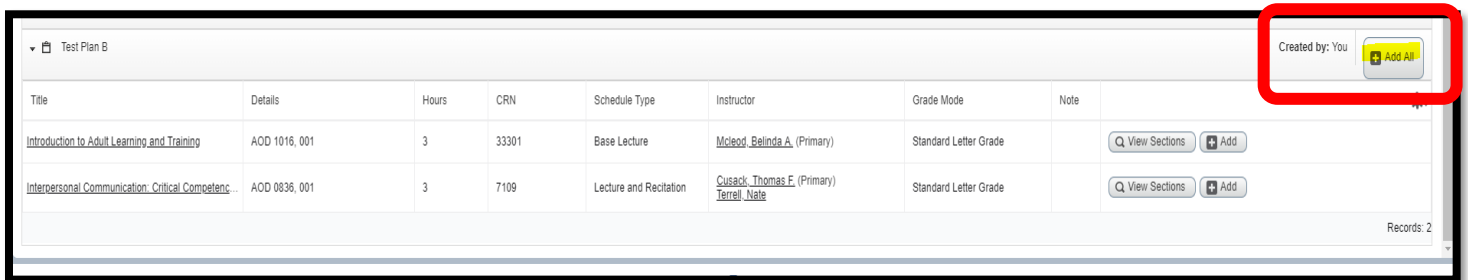 Test Plan B Created by: You Add All
Title Details Hours CRN Schedule Type Instructor Grade Mode Note
Introduction to Adult Learning and Training AOD 1016, 001 3 33301 Base Lecture Mcleod, Belinda A. (Primary) Standard Letter Grade View Sections Add
Interpersonal Communication: Critical Competenc... AOD 0836, 001 3 7109 Lecture and Recitation Cusack, Thomas F. (Primary) Standard Letter Grade View Sections Add
Terrell, Nate
Records: 2